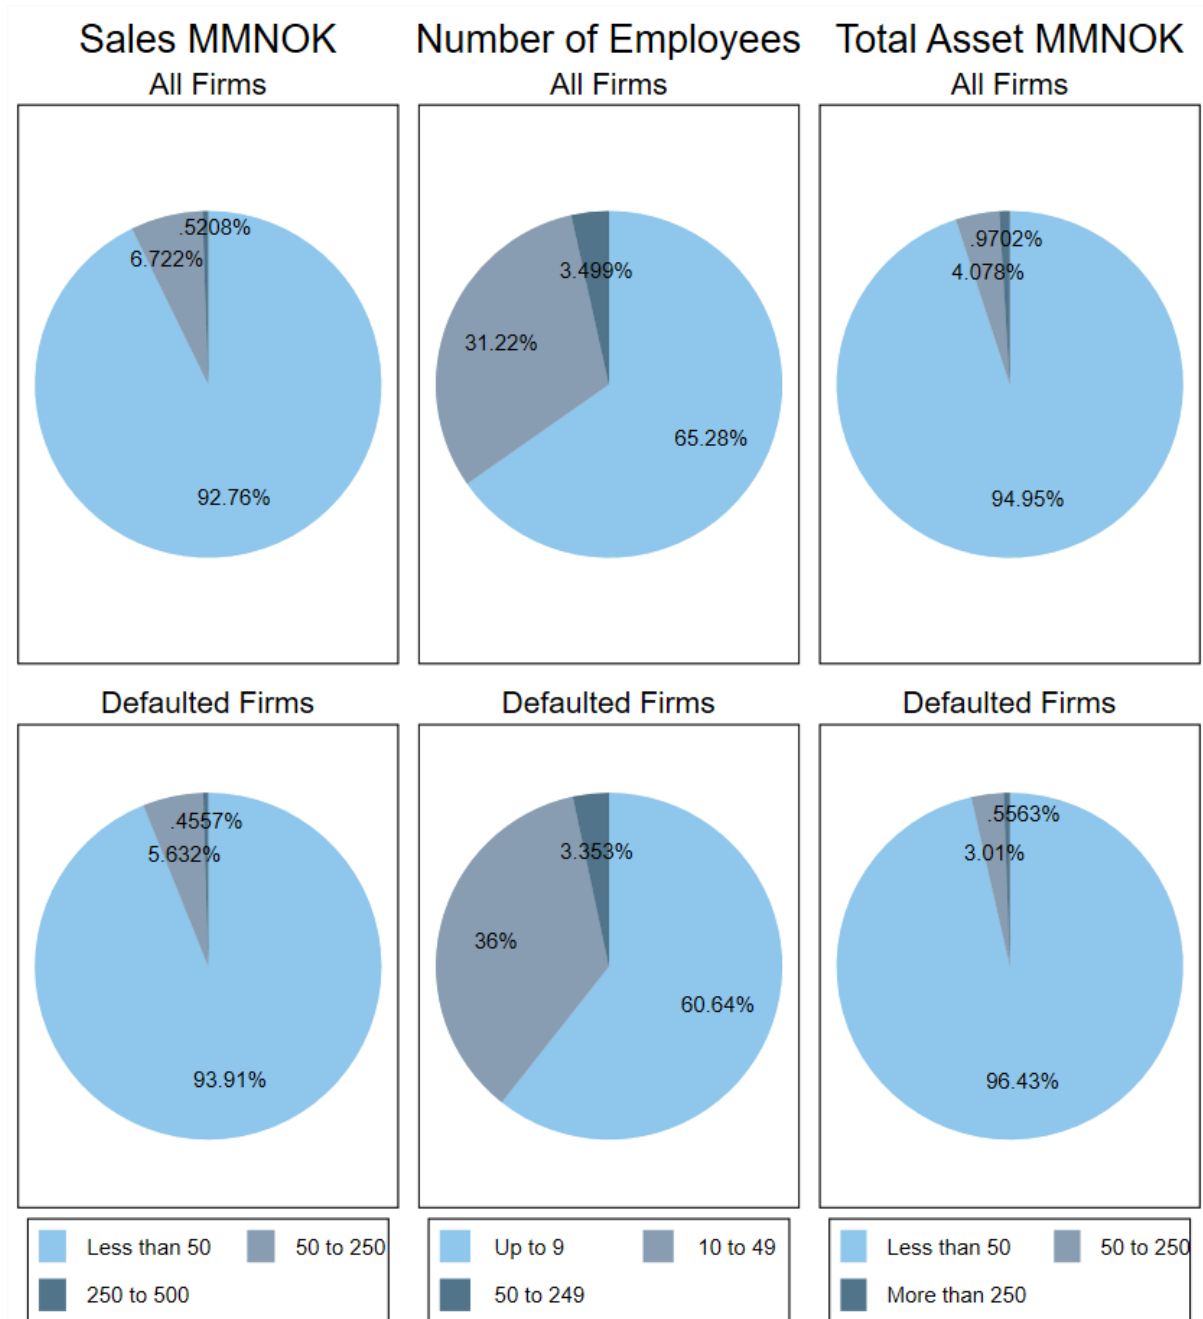 Sales MMNOK
All Firms
.5208%
6.722%
92.76%
Number of Employees
All Firms
3.499%
31.22%
65.28%
Total Asset MMNOK
All Firms
.9702%
4.078%
94.95%
Defaulted Firms
.4557%
5.632%
93.91%
Defaulted Firms
3.353%
36%
60.64%
Defaulted Firms
.5563%
3.01%
96.43%
Less than 50
50 to 250
250 to 500
Up to 9
10 to 49
50 to 249
Less than 50
50 to 250
More than 250